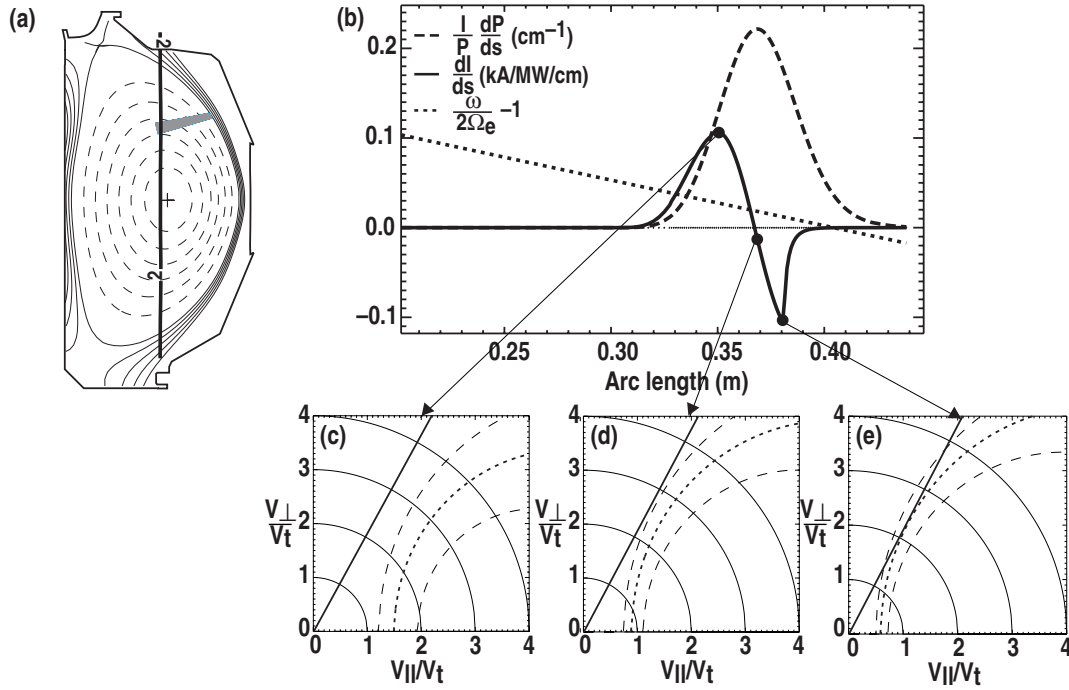 (a)
-2
2
(b)
I/P dP/ds (cm⁻¹)
dI/ds (kA/MW/cm)
ω/2Ωe −1
0.2
0.1
0.0
−0.1
0.25
0.30
0.35
0.40
Arc length (m)
(c)
4
3
2
1
0
V⊥/Vt
0
1
2
3
4
V||/Vt
(d)
4
3
2
1
0
V⊥/Vt
0
1
2
3
4
V||/Vt
(e)
4
3
2
1
0
V⊥/Vt
0
1
2
3
4
V||/Vt